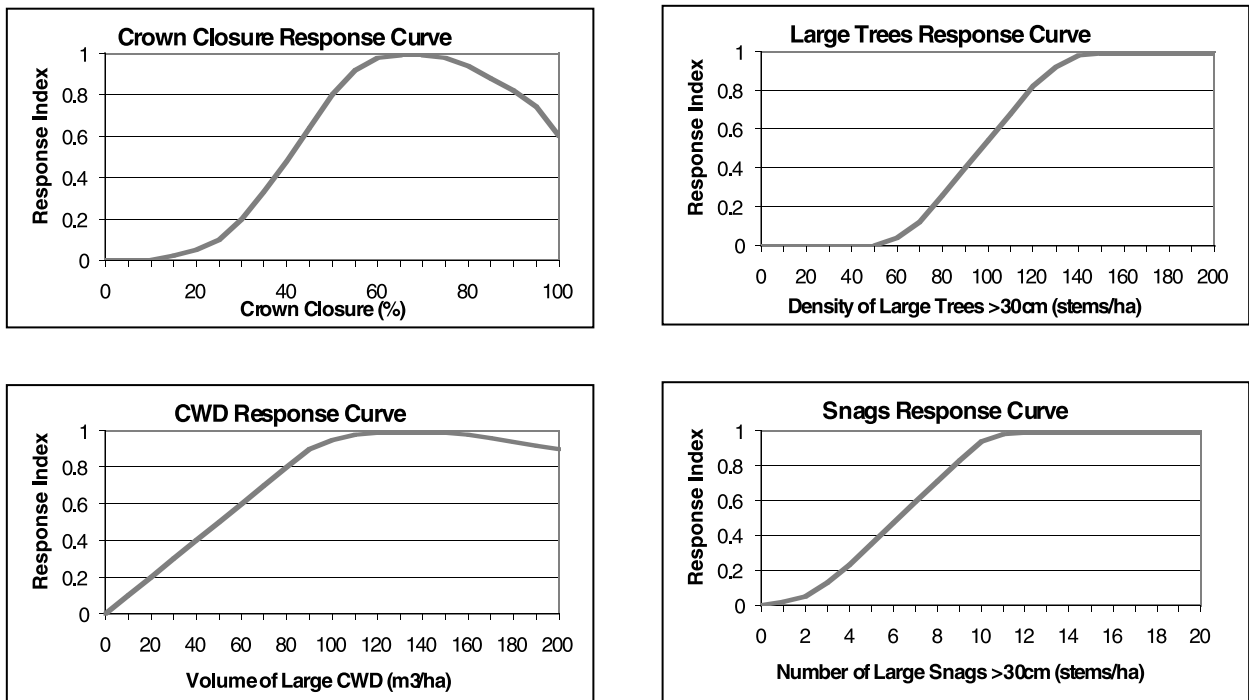 Crown Closure Response Curve
Response Index
1
0.8
0.6
0.4
0.2
0
0 20 40 60 80 100
Crown Closure (%)
Large Trees Response Curve
Response Index
1
0.8
0.6
0.4
0.2
0
0 20 40 60 80 100 120 140 160 180 200
Density of Large Trees >30cm (stems/ha)
CWD Response Curve
Response Index
1
0.8
0.6
0.4
0.2
0
0 20 40 60 80 100 120 140 160 180 200
Volume of Large CWD (m3/ha)
Snags Response Curve
Response Index
1
0.8
0.6
0.4
0.2
0
0 2 4 6 8 10 12 14 16 18 20
Number of Large Snags >30cm (stems/ha)